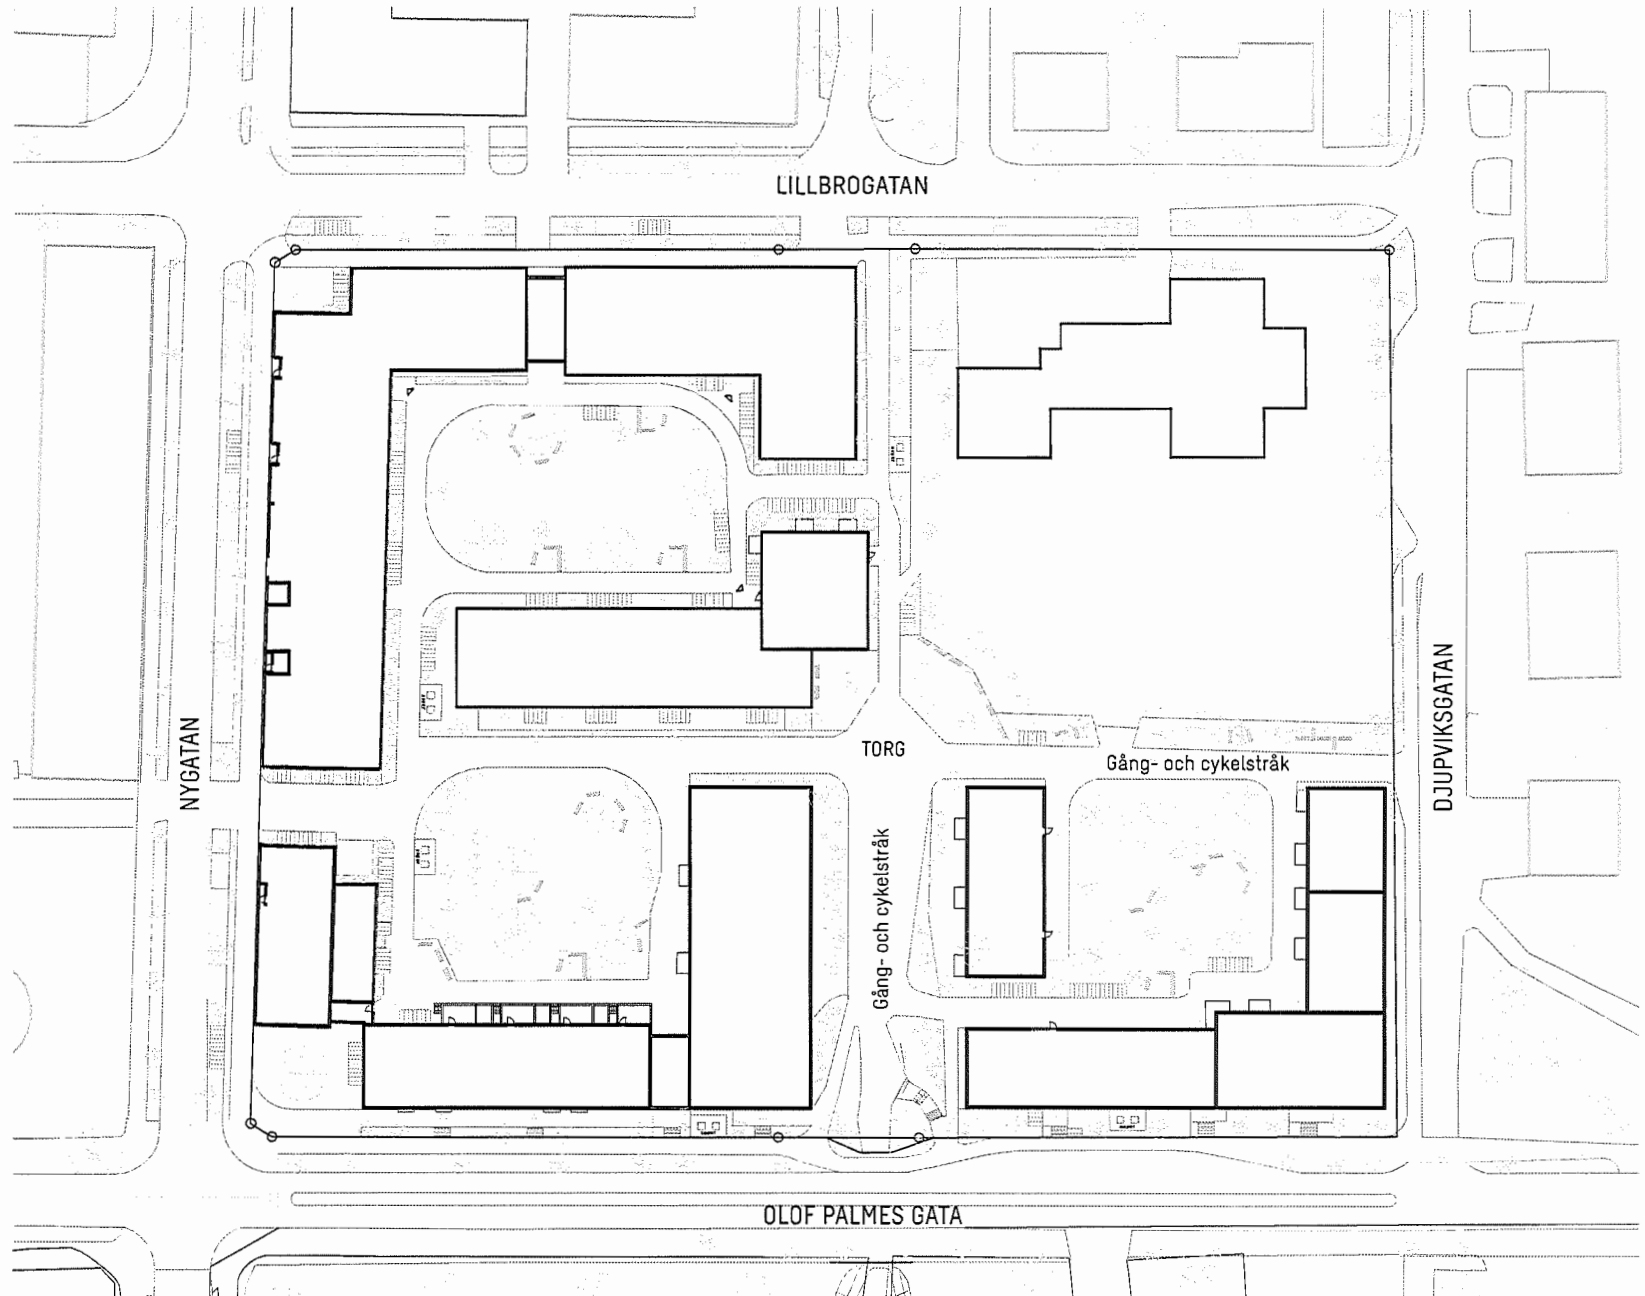 LILLBROGATAN
NYGATAN
TORG
Gång- och cykelstråk
DJUPVIKSGATAN
Gång- och cykelstråk
OLOF PALMES GATA